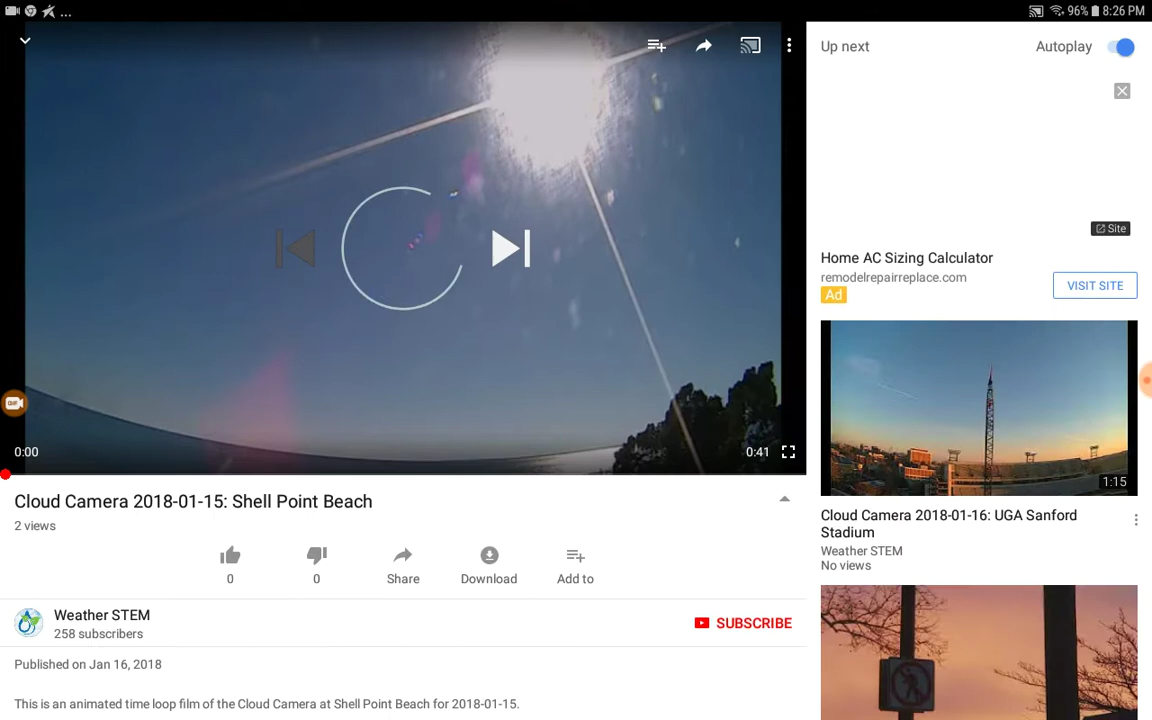 ... 96% 8:26 PM
Up next Autoplay
Site
Home AC Sizing Calculator
remodelrepairreplace.com
Ad
VISIT SITE
0:00 0:41
1:15
Cloud Camera 2018-01-16: UGA Sanford
Stadium
Weather STEM
No views
Cloud Camera 2018-01-15: Shell Point Beach
2 views
0 0 Share Download Add to
Weather STEM
258 subscribers
SUBSCRIBE
Published on Jan 16, 2018
This is an animated time loop film of the Cloud Camera at Shell Point Beach for 2018-01-15.